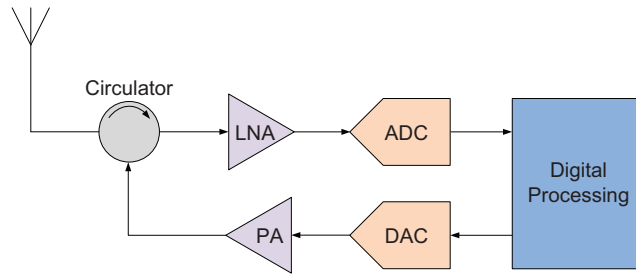 Circulator
LNA
ADC
Digital
Processing
PA
DAC